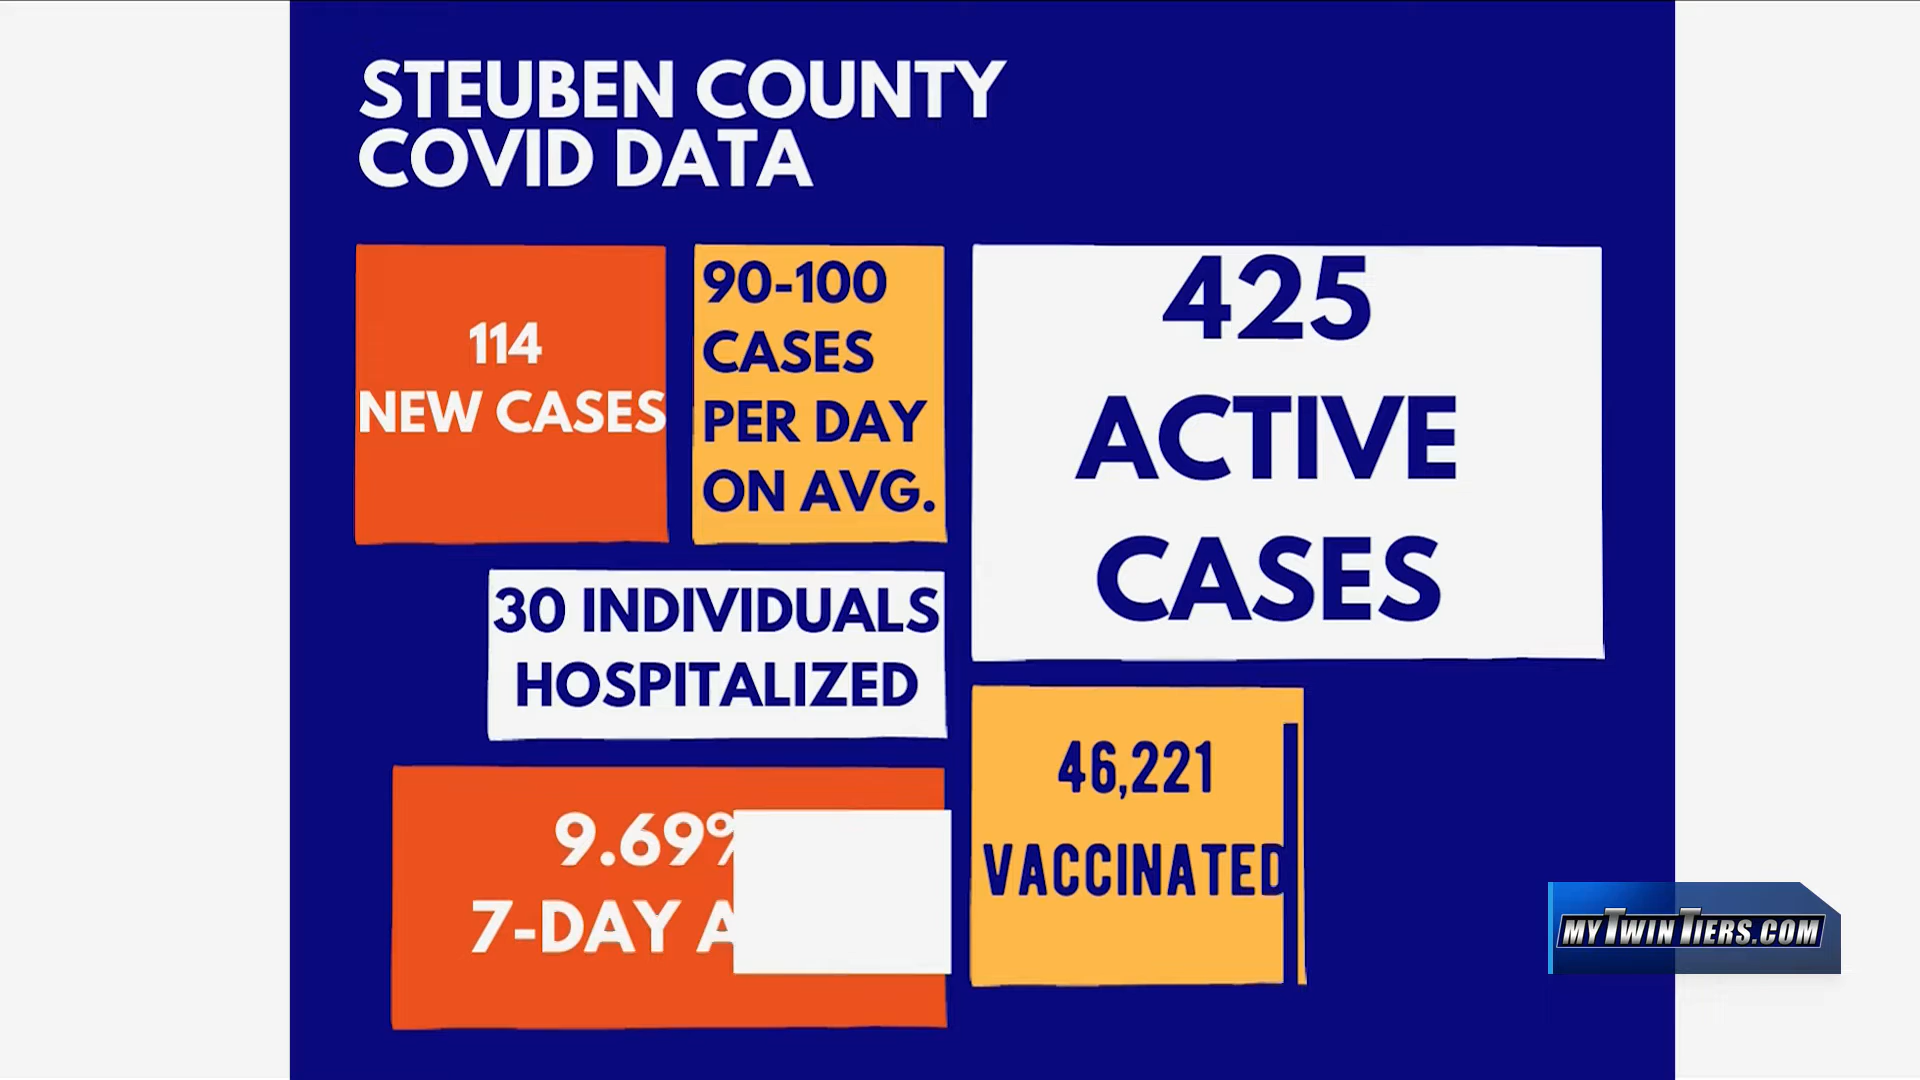 STEUBEN COUNTY
COVID DATA
114
NEW CASES
90-100
CASES
PER DAY
ON AVG.
425
ACTIVE
CASES
30 INDIVIDUALS
HOSPITALIZED
9.69%
7-DAY
46,221
VACCINATED
MYTWINTIERS.COM